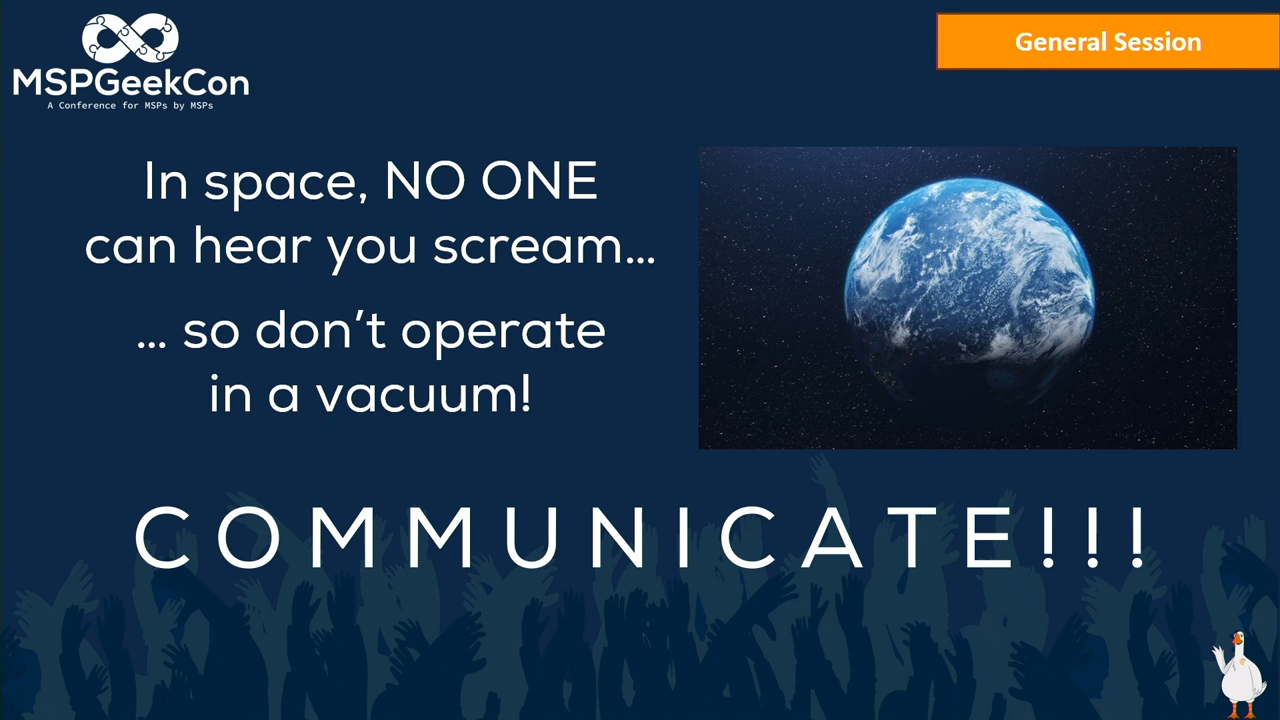 MSPGeekCon
A Conference for MSPs by MSPs
General Session
In space, NO ONE
can hear you scream...
... so don't operate
in a vacuum!
COMMUNICATE!!!